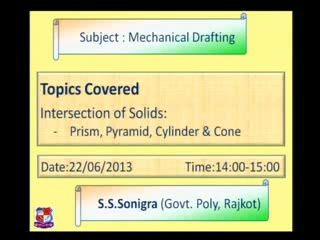 Subject : Mechanical Drafting
Topics Covered
Intersection of Solids:
- Prism, Pyramid, Cylinder & Cone
Date:22/06/2013 Time:14:00-15:00
S.S.Sonigra (Govt. Poly, Rajkot)